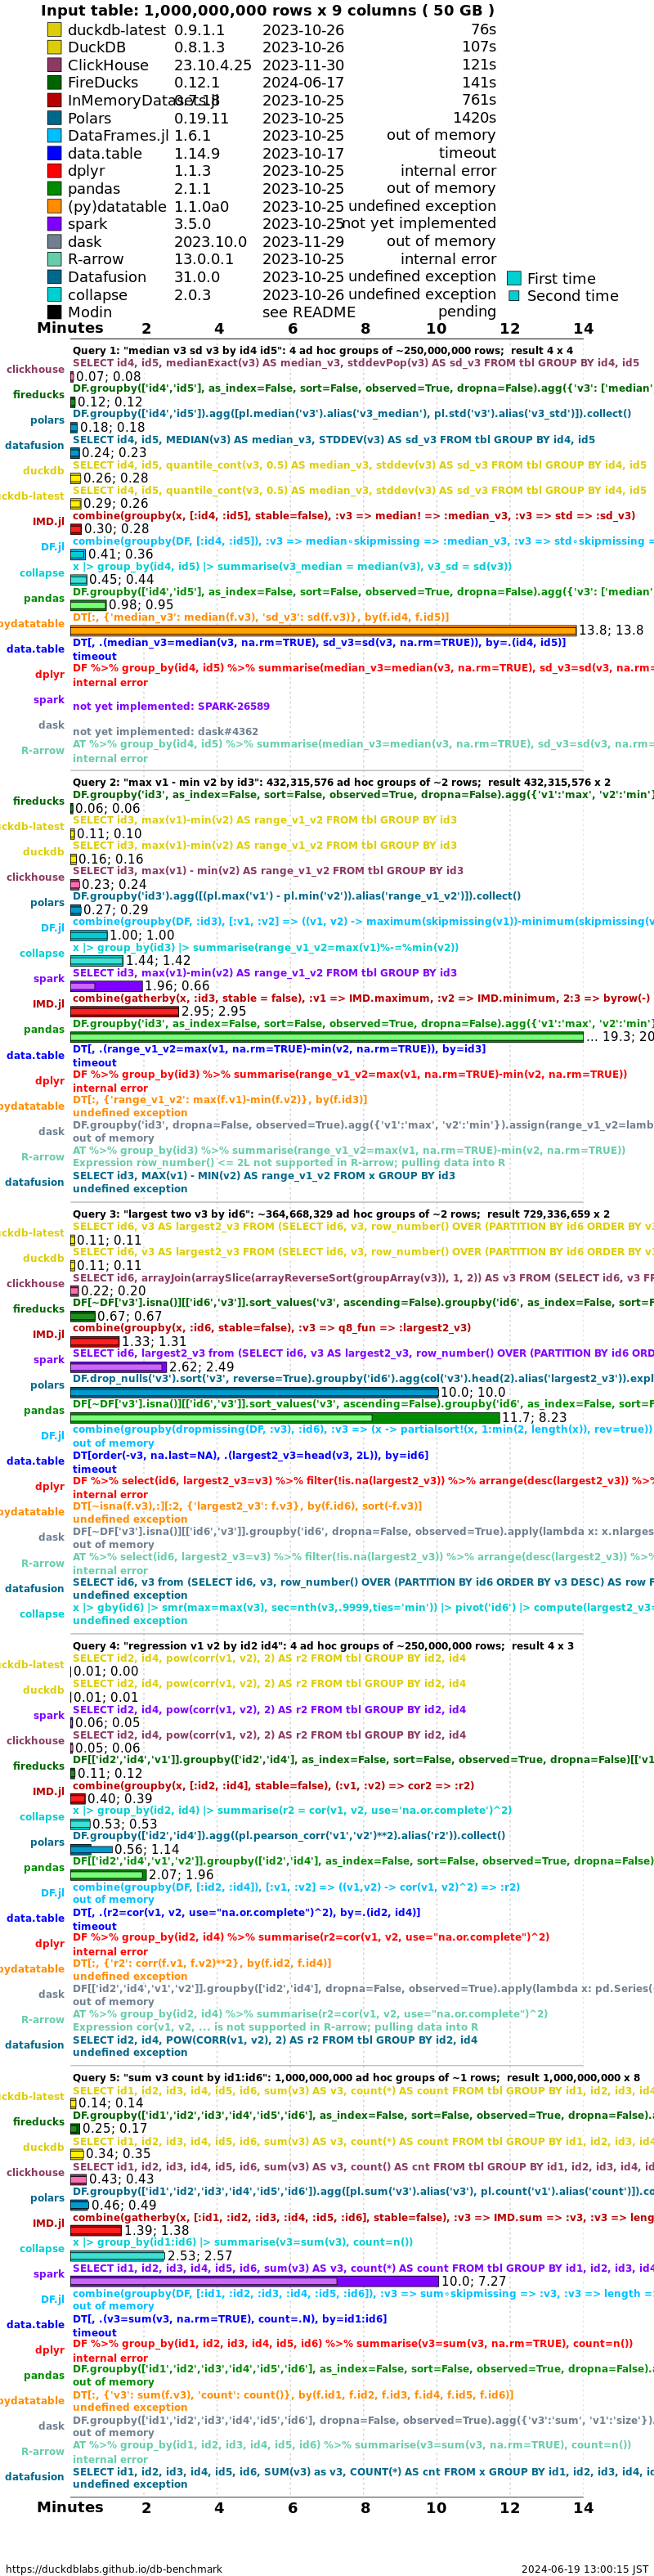 Input table: 1,000,000,000 rows x 9 columns ( 50 GB )
duckdb-latest 0.9.1.1 2023-10-26 76s
DuckDB 0.8.1.3 2023-10-26 107s
ClickHouse 23.10.4.25 2023-11-30 121s
FireDucks 0.12.1 2024-06-17 141s
InMemoryDatasets.jl 0.7.18 2023-10-25 761s
Polars 0.19.11 2023-10-25 1420s
DataFrames.jl 1.6.1 2023-10-25 out of memory
data.table 1.14.9 2023-10-17 timeout
dplyr 1.1.3 2023-10-25 internal error
pandas 2.1.1 2023-10-25 out of memory
(py)datatable 1.1.0a0 2023-10-25 undefined exception
spark 3.5.0 2023-10-25 not yet implemented
dask 2023.10.0 2023-11-29 out of memory
R-arrow 13.0.0.1 2023-10-25 internal error
Datafusion 31.0.0 2023-10-25 undefined exception
collapse 2.0.3 2023-10-26 undefined exception
Modin see README pending
First time
Second time
Minutes 2 4 6 8 10 12 14
Query 1: "median v3 sd v3 by id4 id5": 4 ad hoc groups of ~250,000,000 rows; result 4 x 4
clickhouse SELECT id4, id5, medianExact(v3) AS median_v3, stddevPop(v3) AS sd_v3 FROM tbl GROUP BY id4, id5
0.07; 0.08
fireducks DF.groupby(['id4','id5'], as_index=False, sort=False, observed=True, dropna=False).agg({'v3': ['median'
0.12; 0.12
polars DF.groupby(['id4','id5']).agg([pl.median('v3').alias('v3_median'), pl.std('v3').alias('v3_std')]).collect()
0.18; 0.18
datafusion SELECT id4, id5, MEDIAN(v3) AS median_v3, STDDEV(v3) AS sd_v3 FROM tbl GROUP BY id4, id5
0.24; 0.23
duckdb SELECT id4, id5, quantile_cont(v3, 0.5) AS median_v3, stddev(v3) AS sd_v3 FROM tbl GROUP BY id4, id5
0.26; 0.28
uckdb-latest SELECT id4, id5, quantile_cont(v3, 0.5) AS median_v3, stddev(v3) AS sd_v3 FROM tbl GROUP BY id4, id5
0.29; 0.26
IMD.jl combine(groupby(x, [:id4, :id5], stable=false), :v3 => median! => :median_v3, :v3 => std => :sd_v3)
0.30; 0.28
DF.jl combine(groupby(DF, [:id4, :id5]), :v3 => median∘skipmissing => :median_v3, :v3 => std∘skipmissing =
0.41; 0.36
collapse x |> group_by(id4, id5) |> summarise(v3_median = median(v3), v3_sd = sd(v3))
0.45; 0.44
pandas DF.groupby(['id4','id5'], as_index=False, sort=False, observed=True, dropna=False).agg({'v3': ['median'
0.98; 0.95
pydatatable DT[:, {'median_v3': median(f.v3), 'sd_v3': sd(f.v3)}, by(f.id4, f.id5)]
13.8; 13.8
data.table DT[, .(median_v3=median(v3, na.rm=TRUE), sd_v3=sd(v3, na.rm=TRUE)), by=.(id4, id5)]
timeout
dplyr DF %>% group_by(id4, id5) %>% summarise(median_v3=median(v3, na.rm=TRUE), sd_v3=sd(v3, na.rm=
internal error
spark not yet implemented: SPARK-26589
dask not yet implemented: dask#4362
R-arrow AT %>% group_by(id4, id5) %>% summarise(median_v3=median(v3, na.rm=TRUE), sd_v3=sd(v3, na.rm=
internal error
Query 2: "max v1 - min v2 by id3": 432,315,576 ad hoc groups of ~2 rows; result 432,315,576 x 2
fireducks DF.groupby('id3', as_index=False, sort=False, observed=True, dropna=False).agg({'v1':'max', 'v2':'min'}
0.06; 0.06
uckdb-latest SELECT id3, max(v1)-min(v2) AS range_v1_v2 FROM tbl GROUP BY id3
0.11; 0.10
duckdb SELECT id3, max(v1)-min(v2) AS range_v1_v2 FROM tbl GROUP BY id3
0.16; 0.16
clickhouse SELECT id3, max(v1) - min(v2) AS range_v1_v2 FROM tbl GROUP BY id3
0.23; 0.24
polars DF.groupby('id3').agg([(pl.max('v1') - pl.min('v2')).alias('range_v1_v2')]).collect()
0.27; 0.29
DF.jl combine(groupby(DF, :id3), [:v1, :v2] => ((v1, v2) -> maximum(skipmissing(v1))-minimum(skipmissing(v
1.00; 1.00
collapse x |> group_by(id3) |> summarise(range_v1_v2=max(v1)%-=%min(v2))
1.44; 1.42
spark SELECT id3, max(v1)-min(v2) AS range_v1_v2 FROM tbl GROUP BY id3
1.96; 0.66
IMD.jl combine(gatherby(x, :id3, stable = false), :v1 => IMD.maximum, :v2 => IMD.minimum, 2:3 => byrow(-)
2.95; 2.95
pandas DF.groupby('id3', as_index=False, sort=False, observed=True, dropna=False).agg({'v1':'max', 'v2':'min'}
... 19.3; 20
data.table DT[, .(range_v1_v2=max(v1, na.rm=TRUE)-min(v2, na.rm=TRUE)), by=id3]
timeout
dplyr DF %>% group_by(id3) %>% summarise(range_v1_v2=max(v1, na.rm=TRUE)-min(v2, na.rm=TRUE))
internal error
pydatatable DT[:, {'range_v1_v2': max(f.v1)-min(f.v2)}, by(f.id3)]
undefined exception
dask DF.groupby('id3', dropna=False, observed=True).agg({'v1':'max', 'v2':'min'}).assign(range_v1_v2=lamb
out of memory
R-arrow AT %>% group_by(id3) %>% summarise(range_v1_v2=max(v1, na.rm=TRUE)-min(v2, na.rm=TRUE))
Expression row_number() <= 2L not supported in R-arrow; pulling data into R
datafusion SELECT id3, MAX(v1) - MIN(v2) AS range_v1_v2 FROM x GROUP BY id3
undefined exception
Query 3: "largest two v3 by id6": ~364,668,329 ad hoc groups of ~2 rows; result 729,336,659 x 2
uckdb-latest SELECT id6, v3 AS largest2_v3 FROM (SELECT id6, v3, row_number() OVER (PARTITION BY id6 ORDER BY v3
0.11; 0.11
duckdb SELECT id6, v3 AS largest2_v3 FROM (SELECT id6, v3, row_number() OVER (PARTITION BY id6 ORDER BY v3
0.11; 0.11
clickhouse SELECT id6, arrayJoin(arraySlice(arrayReverseSort(groupArray(v3)), 1, 2)) AS v3 FROM (SELECT id6, v3 FR
0.22; 0.20
fireducks DF[~DF['v3'].isna()][['id6','v3']].sort_values('v3', ascending=False).groupby('id6', as_index=False, sort=F
0.67; 0.67
IMD.jl combine(groupby(x, :id6, stable=false), :v3 => q8_fun => :largest2_v3)
1.33; 1.31
spark SELECT id6, largest2_v3 from (SELECT id6, v3 AS largest2_v3, row_number() OVER (PARTITION BY id6 ORD
2.62; 2.49
polars DF.drop_nulls('v3').sort('v3', reverse=True).groupby('id6').agg(col('v3').head(2).alias('largest2_v3')).expl
10.0; 10.0
pandas DF[~DF['v3'].isna()][['id6','v3']].sort_values('v3', ascending=False).groupby('id6', as_index=False, sort=F
11.7; 8.23
DF.jl combine(groupby(dropmissing(DF, :v3), :id6), :v3 => (x -> partialsort!(x, 1:min(2, length(x)), rev=true))
out of memory
data.table DT[order(-v3, na.last=NA), .(largest2_v3=head(v3, 2L)), by=id6]
timeout
dplyr DF %>% select(id6, largest2_v3=v3) %>% filter(!is.na(largest2_v3)) %>% arrange(desc(largest2_v3)) %>%
internal error
pydatatable DT[~isna(f.v3),:][:2, {'largest2_v3': f.v3}, by(f.id6), sort(-f.v3)]
undefined exception
dask DF[~DF['v3'].isna()][['id6','v3']].groupby('id6', dropna=False, observed=True).apply(lambda x: x.nlarges
out of memory
R-arrow AT %>% select(id6, largest2_v3=v3) %>% filter(!is.na(largest2_v3)) %>% arrange(desc(largest2_v3)) %>%
internal error
datafusion SELECT id6, v3 from (SELECT id6, v3, row_number() OVER (PARTITION BY id6 ORDER BY v3 DESC) AS row F
undefined exception
collapse x |> gby(id6) |> smr(max=max(v3), sec=nth(v3,.9999,ties='min')) |> pivot('id6') |> compute(largest2_v3=
undefined exception
Query 4: "regression v1 v2 by id2 id4": 4 ad hoc groups of ~250,000,000 rows; result 4 x 3
uckdb-latest SELECT id2, id4, pow(corr(v1, v2), 2) AS r2 FROM tbl GROUP BY id2, id4
0.01; 0.00
duckdb SELECT id2, id4, pow(corr(v1, v2), 2) AS r2 FROM tbl GROUP BY id2, id4
0.01; 0.01
spark SELECT id2, id4, pow(corr(v1, v2), 2) AS r2 FROM tbl GROUP BY id2, id4
0.06; 0.05
clickhouse SELECT id2, id4, pow(corr(v1, v2), 2) AS r2 FROM tbl GROUP BY id2, id4
0.05; 0.06
fireducks DF[['id2','id4','v1']].groupby(['id2','id4'], as_index=False, sort=False, observed=True, dropna=False)[['v1
0.11; 0.12
IMD.jl combine(groupby(x, [:id2, :id4], stable=false), (:v1, :v2) => cor2 => :r2)
0.40; 0.39
collapse x |> group_by(id2, id4) |> summarise(r2 = cor(v1, v2, use='na.or.complete')^2)
0.53; 0.53
polars DF.groupby(['id2','id4']).agg((pl.pearson_corr('v1','v2')**2).alias('r2')).collect()
0.56; 1.14
pandas DF[['id2','id4','v1','v2']].groupby(['id2','id4'], as_index=False, sort=False, observed=True, dropna=False)
2.07; 1.96
DF.jl combine(groupby(DF, [:id2, :id4]), [:v1, :v2] => ((v1,v2) -> cor(v1, v2)^2) => :r2)
out of memory
data.table DT[, .(r2=cor(v1, v2, use="na.or.complete")^2), by=.(id2, id4)]
timeout
dplyr DF %>% group_by(id2, id4) %>% summarise(r2=cor(v1, v2, use="na.or.complete")^2)
internal error
pydatatable DT[:, {'r2': corr(f.v1, f.v2)**2}, by(f.id2, f.id4)]
undefined exception
dask DF[['id2','id4','v1','v2']].groupby(['id2','id4'], dropna=False, observed=True).apply(lambda x: pd.Series(
out of memory
R-arrow AT %>% group_by(id2, id4) %>% summarise(r2=cor(v1, v2, use="na.or.complete")^2)
Expression cor(v1, v2, ... is not supported in R-arrow; pulling data into R
datafusion SELECT id2, id4, POW(CORR(v1, v2), 2) AS r2 FROM tbl GROUP BY id2, id4
undefined exception
Query 5: "sum v3 count by id1:id6": 1,000,000,000 ad hoc groups of ~1 rows; result 1,000,000,000 x 8
uckdb-latest SELECT id1, id2, id3, id4, id5, id6, sum(v3) AS v3, count(*) AS count FROM tbl GROUP BY id1, id2, id3, id4
0.14; 0.14
fireducks DF.groupby(['id1','id2','id3','id4','id5','id6'], as_index=False, sort=False, observed=True, dropna=False).a
0.25; 0.17
duckdb SELECT id1, id2, id3, id4, id5, id6, sum(v3) AS v3, count(*) AS count FROM tbl GROUP BY id1, id2, id3, id4
0.34; 0.35
clickhouse SELECT id1, id2, id3, id4, id5, id6, sum(v3) AS v3, count() AS cnt FROM tbl GROUP BY id1, id2, id3, id4, id
0.43; 0.43
polars DF.groupby(['id1','id2','id3','id4','id5','id6']).agg([pl.sum('v3').alias('v3'), pl.count('v1').alias('count')]).co
0.46; 0.49
IMD.jl combine(gatherby(x, [:id1, :id2, :id3, :id4, :id5, :id6], stable=false), :v3 => IMD.sum => :v3, :v3 => leng
1.39; 1.38
collapse x |> group_by(id1:id6) |> summarise(v3=sum(v3), count=n())
2.53; 2.57
spark SELECT id1, id2, id3, id4, id5, id6, sum(v3) AS v3, count(*) AS count FROM tbl GROUP BY id1, id2, id3, id4
10.0; 7.27
DF.jl combine(groupby(DF, [:id1, :id2, :id3, :id4, :id5, :id6]), :v3 => sum∘skipmissing => :v3, :v3 => length =
out of memory
data.table DT[, .(v3=sum(v3, na.rm=TRUE), count=.N), by=id1:id6]
timeout
dplyr DF %>% group_by(id1, id2, id3, id4, id5, id6) %>% summarise(v3=sum(v3, na.rm=TRUE), count=n())
internal error
pandas DF.groupby(['id1','id2','id3','id4','id5','id6'], as_index=False, sort=False, observed=True, dropna=False).a
out of memory
pydatatable DT[:, {'v3': sum(f.v3), 'count': count()}, by(f.id1, f.id2, f.id3, f.id4, f.id5, f.id6)]
undefined exception
dask DF.groupby(['id1','id2','id3','id4','id5','id6'], dropna=False, observed=True).agg({'v3':'sum', 'v1':'size'}).
out of memory
R-arrow AT %>% group_by(id1, id2, id3, id4, id5, id6) %>% summarise(v3=sum(v3, na.rm=TRUE), count=n())
internal error
datafusion SELECT id1, id2, id3, id4, id5, id6, SUM(v3) as v3, COUNT(*) AS cnt FROM x GROUP BY id1, id2, id3, id4, id
undefined exception
Minutes 2 4 6 8 10 12 14
https://duckdblabs.github.io/db-benchmark 2024-06-19 13:00:15 JST